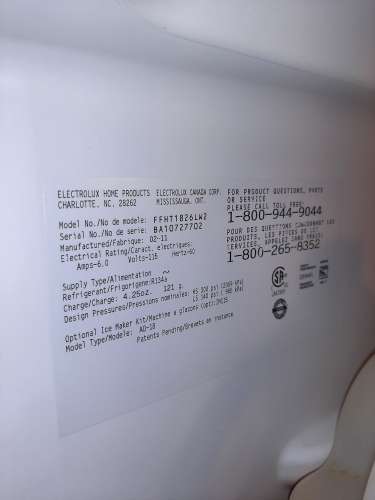 ELECTROLUX HOME PRODUCTS
CHARLOTTE, NC. 28262
ELECTROLUX CANADA CORP.
MISSISSAUGA, ONT.
Model No./No de modele: FFHT1826LW2
Serial No./No de serie: BA10727702
Manufactured/Fabrique: 02-11
Electrical Rating/Caract. electriques:
Amps-6.0 Volts-115 Hertz-60
Supply Type/Alimentation ~
Refrigerant/Frigorigene: R134a
Charge/Charge: 4.25oz. 121 g.
Design Pressures/Pressions nominales:
Optional Ice Maker Kit/Machine a glacons
Model Type/Modele: AD-18
Patents Pending/Brevets en instance
FOR PRODUCT QUESTIONS, PARTS
OR SERVICE
PLEASE CALL TOLL FREE:
1-800-944-9044
POUR DES QUESTIONS CONCERNANT LES
PRODUITS, LES PIECES OU LES
SERVICES, APPELEZ SANS FRAIS:
1-800-265-8352